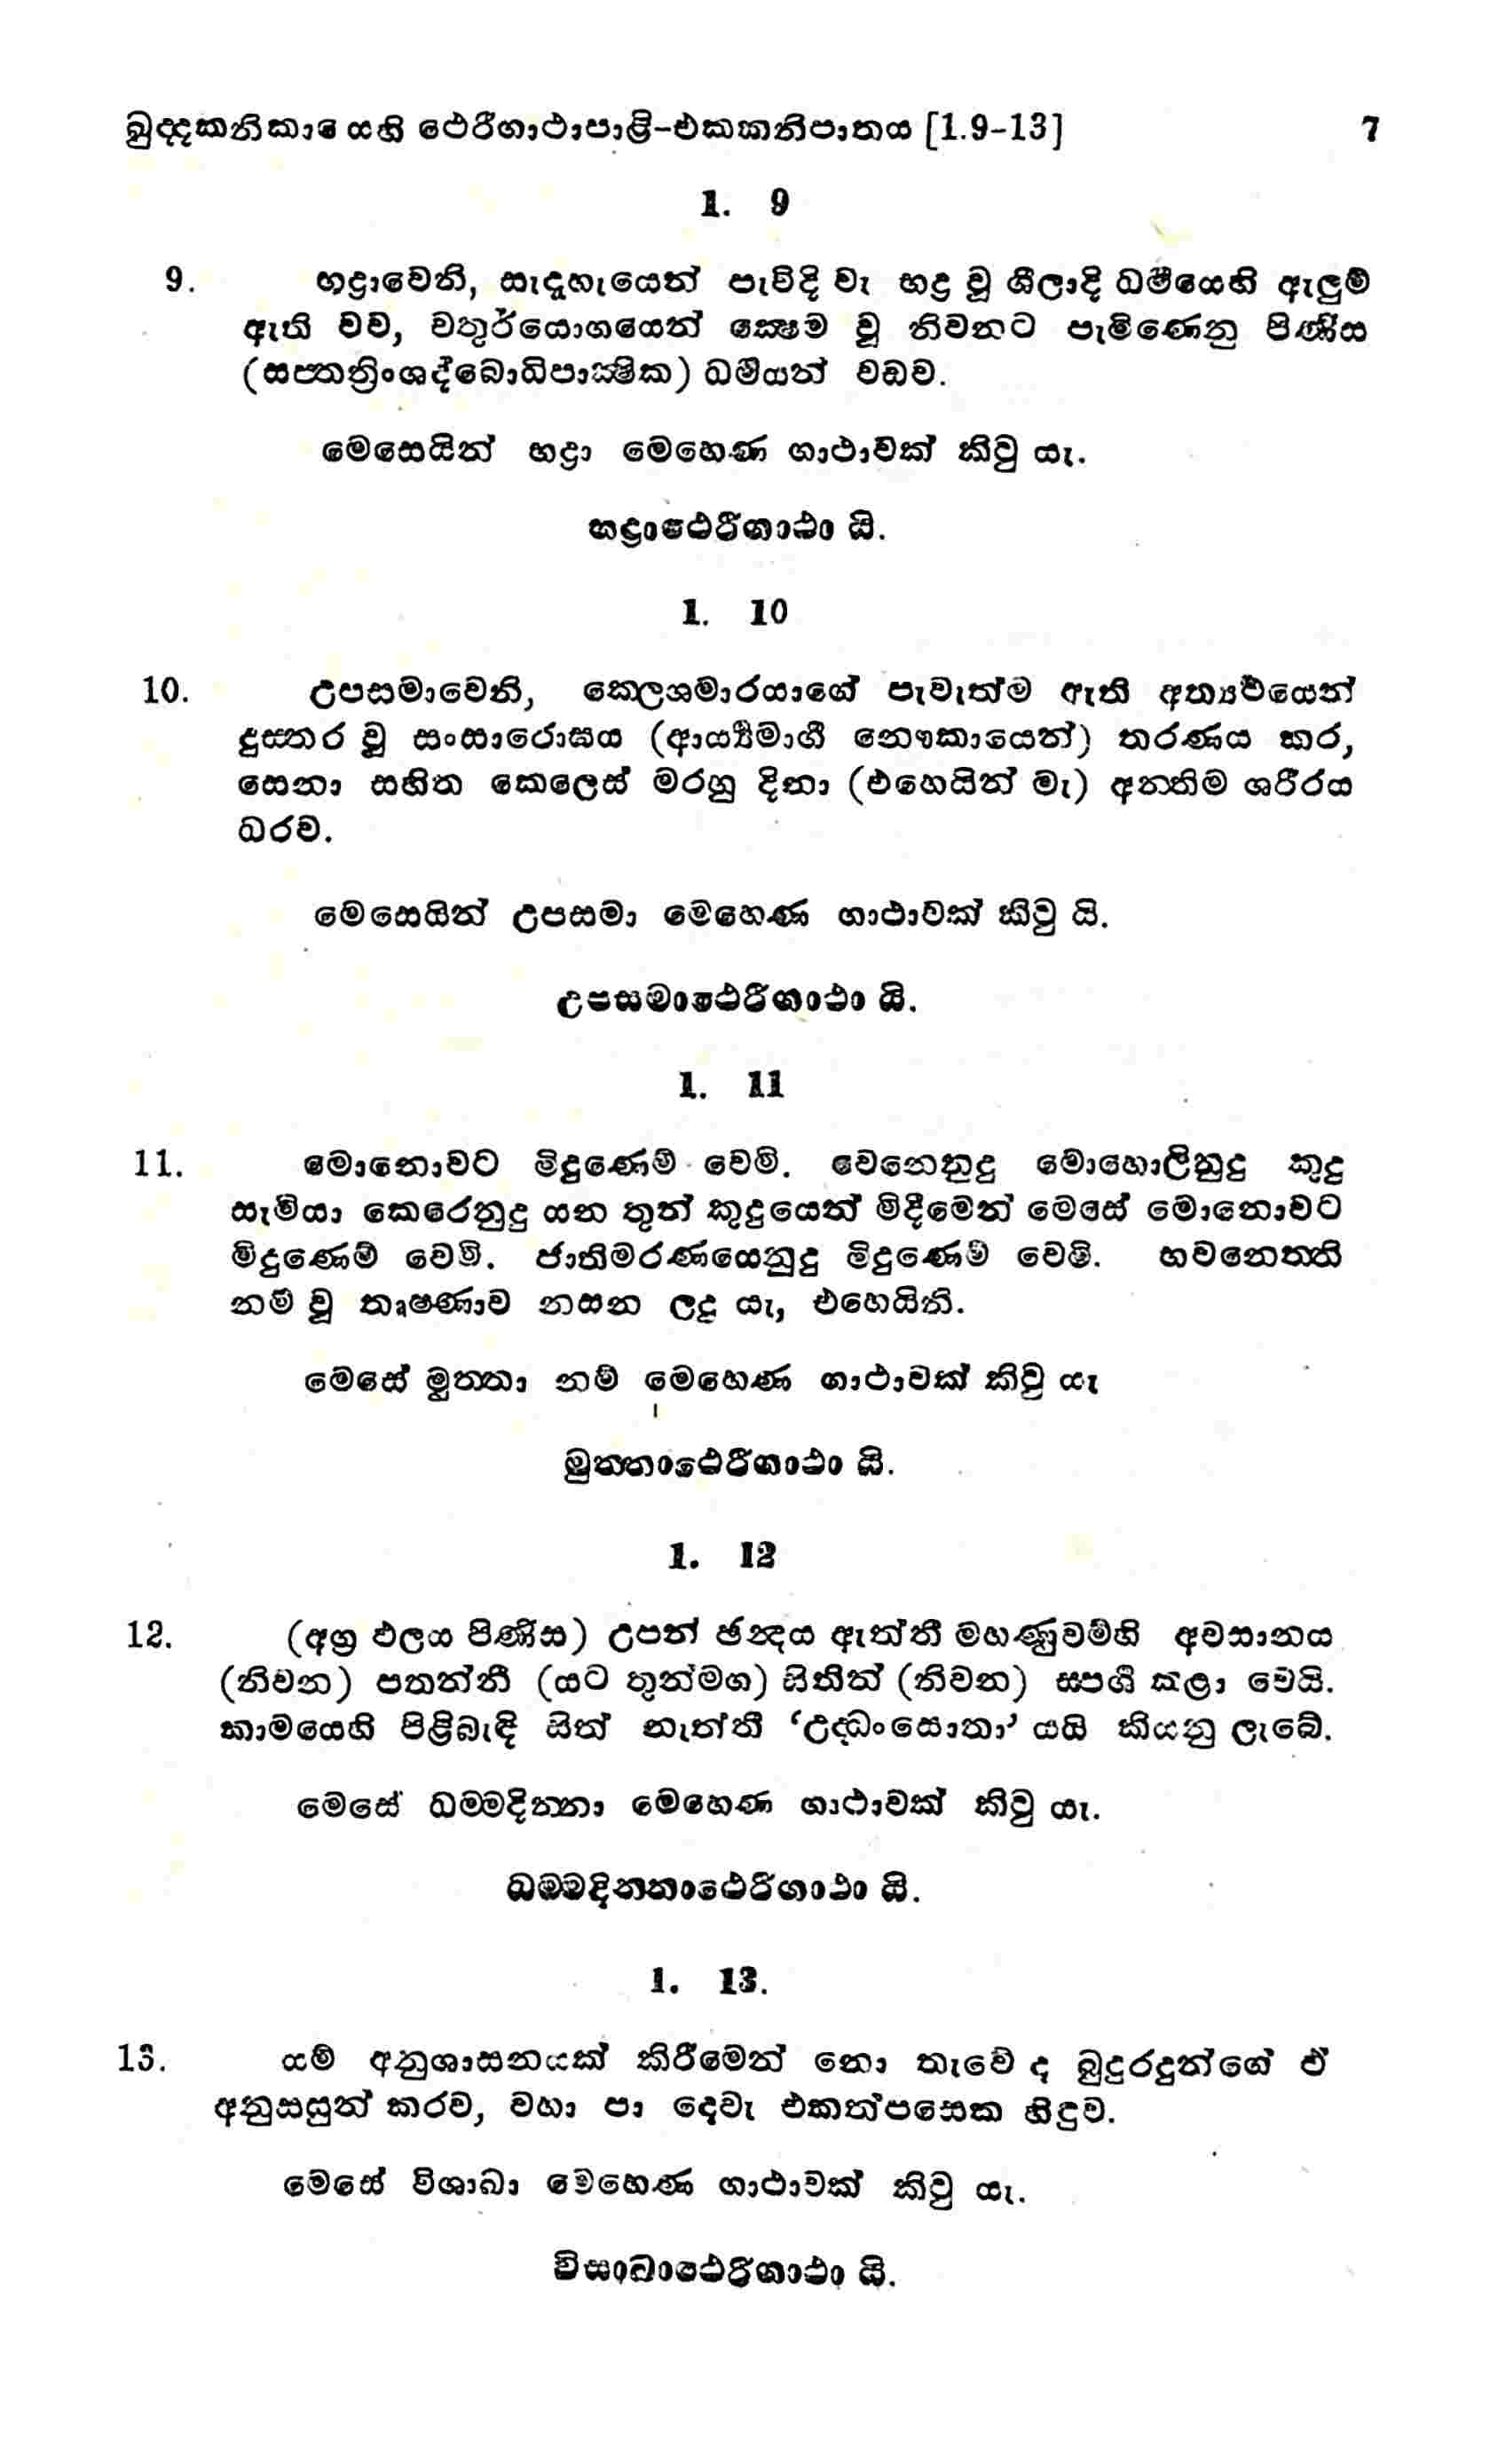 ඛුද්දකනිකායෙහි ථෙරීගාථාපාළි-එකකනිපාතය [1.9-13] 7
1. 9
9. භද්‍රාවෙනි, සැදූහැයෙන් පැවිදි වැ භද්‍ර වූ ශීලාදි ධර්‍මයෙහි ඇලුම්
ඇති වව, චතුර්යොගයෙන් ක්‍ෂෙම වූ නිවනට පැමිණෙනු පිණිස
(සප්තත්‍රිංශද්බොධිපාක්‍ෂික) ධර්‍මයන් වඩව.
මෙසෙයින් භද්‍රා මෙහෙණ ගාථාවක් කිවු යැ.
භද්‍රාථෙරීගාථා යි.
1. 10
10. උපසමාවෙනි, කෙලශමාරයාගේ පැවැත්ම ඇති අත්‍යර්‍ථයෙන්
දුස්තර වූ සංසාරොඝය (ආර්‍ය්‍යමාර්‍ග නෞකායෙන්) තරණය කර,
සෙනා සහිත කෙලෙස් මරහු දිනා (එහෙයින් මැ) අන්තිම ශරීරය
ධරව.
මෙසෙයින් උපසමා මෙහෙණ ගාථාවක් කිවු යි.
උපසමාථෙරීගාථා යි.
1. 11
11. මොනොවට මිදුණෙම් වෙමි. වෙනෙනුදු මොහොලිනුදු කුදු
සැමියා කෙරෙනුදු යන තුන් කුදුයෙන් මිදීමෙන් මෙසේ මොනොවට
මිදුණෙම් වෙමි. ජාතිමරණයෙනුදු මිදුණෙම් වෙමි. භවනෙත්ති
නම් වූ තෘෂණාව නසන ලද යැ, එහෙයිනි.
මෙසේ මුත්තා නම් මෙහෙණ ගාථාවක් කිවු යැ
මුත්තාථෙරීගාථා යි.
1. 12
12. (අග්‍ර ඵලය පිණිස) උපන් ඡන්‍දය ඇත්තී මහණුවම්හි අවසානය
(නිවන) පතන්නී (යට තුන්මග) සිතින් (නිවන) ස්පර්‍ශ කළා වෙයි.
කාමයෙහි පිළිබැඳි සිත් නැත්තී ‘උද්ධංසොතා’ යයි කියනු ලැබේ.
මෙසේ ධම්මදින්නා මෙහෙණ ගාථාවක් කිවු යැ.
ධම්මදින්නාථෙරීගාථා යි.
1. 13.
13. යම් අනුශාසනයක් කිරීමෙන් නො තැවේ ද බුදුරදුන්ගේ ඒ
අනුසසුන් කරව, වහා පා දෙවැ එකත්පසෙක හිඳුව.
මෙසේ විශාඛා මෙහෙණ ගාථාවක් කිවු යැ.
විසාඛාථෙරීගාථා යි.